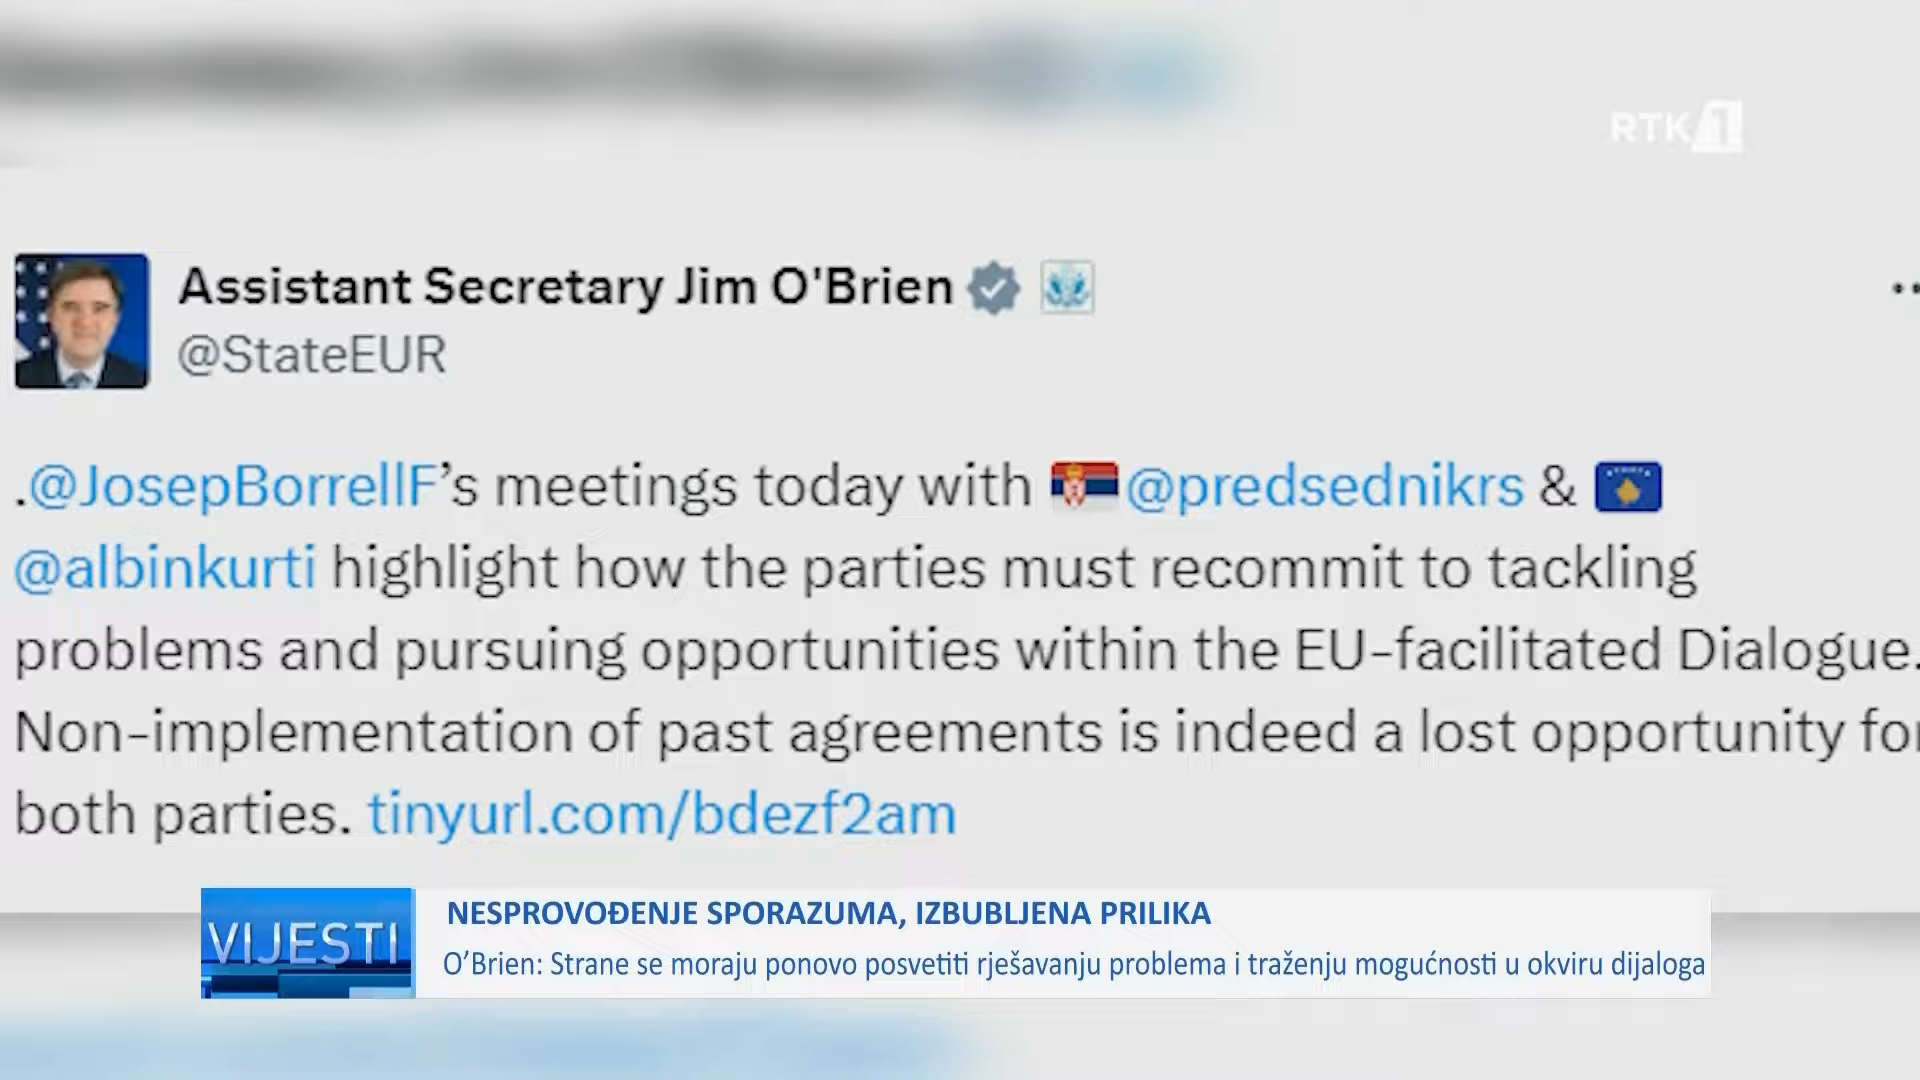 RTK 1
Assistant Secretary Jim O'Brien
@StateEUR
.@JosepBorrellF’s meetings today with @predsednikrs &
@albinkurti highlight how the parties must recommit to tackling
problems and pursuing opportunities within the EU-facilitated Dialogue.
Non-implementation of past agreements is indeed a lost opportunity for
both parties. tinyurl.com/bdezf2am
VIJESTI
NESPROVOĐENJE SPORAZUMA, IZBUBLJENA PRILIKA
O’Brien: Strane se moraju ponovo posvetiti rješavanju problema i traženju mogućnosti u okviru dijaloga